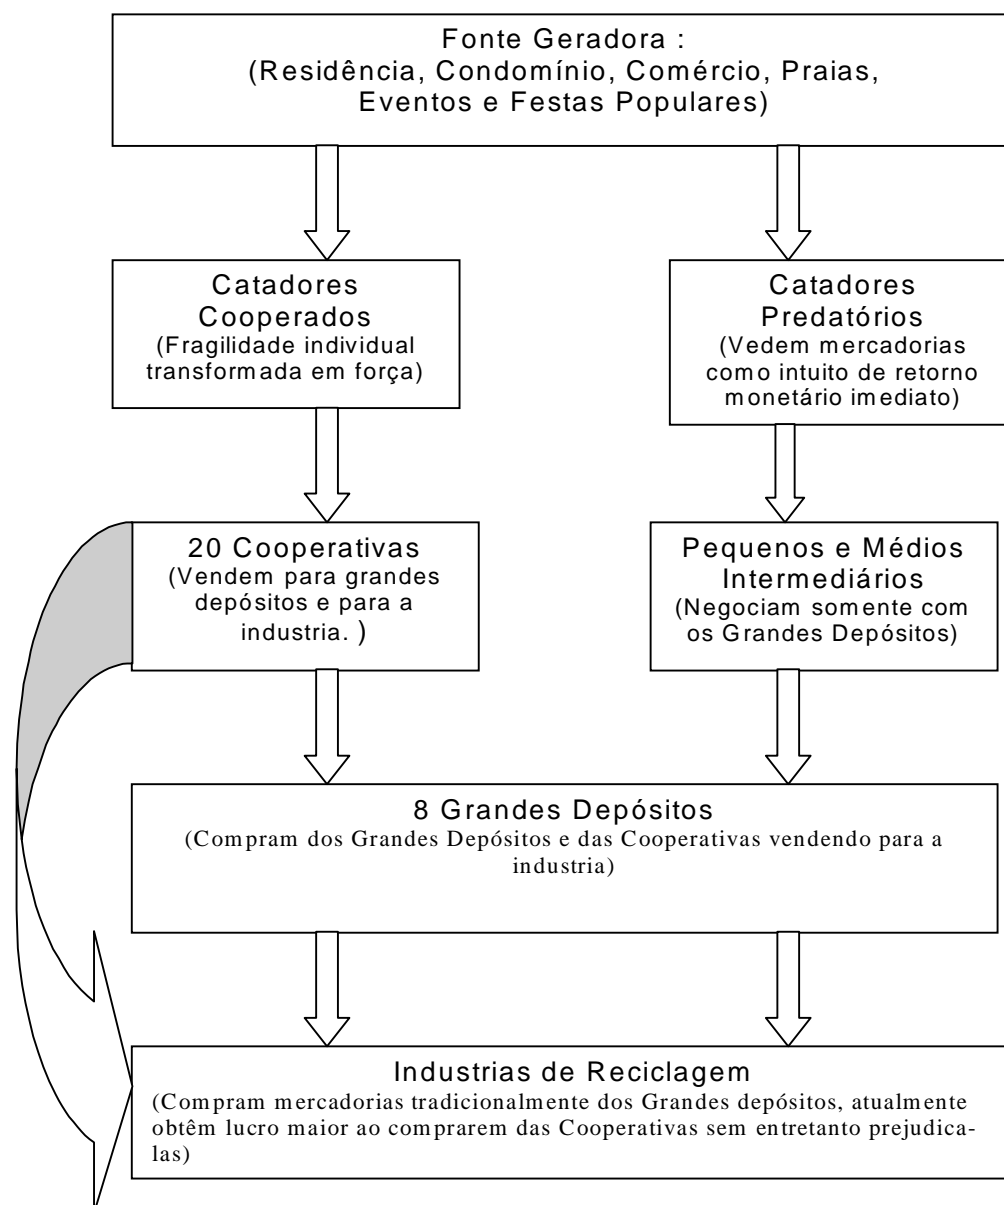 Fonte Geradora :
(Residência, Condomínio, Comércio, Praias,
Eventos e Festas Populares)
Catadores
Cooperados
(Fragilidade individual
transformada em força)
Catadores
Predatórios
(Vedem mercadorias
como intuito de retorno
monetário imediato)
20 Cooperativas
(Vendem para grandes
depósitos e para a
industria. )
Pequenos e Médios
Intermediários
(Negociam somente com
os Grandes Depósitos)
8 Grandes Depósitos
(Compram dos Grandes Depósitos e das Cooperativas vendendo para a
industria)
Industrias de Reciclagem
(Compram mercadorias tradicionalmente dos Grandes depósitos, atualmente
obtêm lucro maior ao comprarem das Cooperativas sem entretanto prejudica-
las)